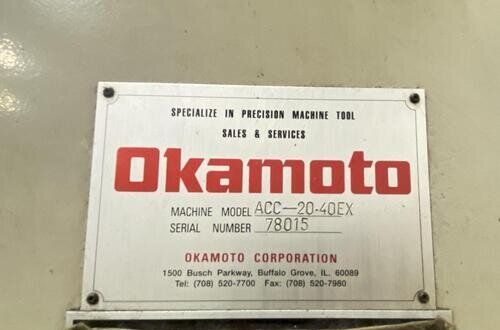 SPECIALIZE IN PRECISION MACHINE TOOL
SALES & SERVICES
Okamoto
MACHINE MODEL ACC-20-40EX
SERIAL NUMBER 78015
OKAMOTO CORPORATION
1500 Busch Parkway, Buffalo Grove, IL. 60089
Tel: (708) 520-7700 Fax: (708) 520-7980